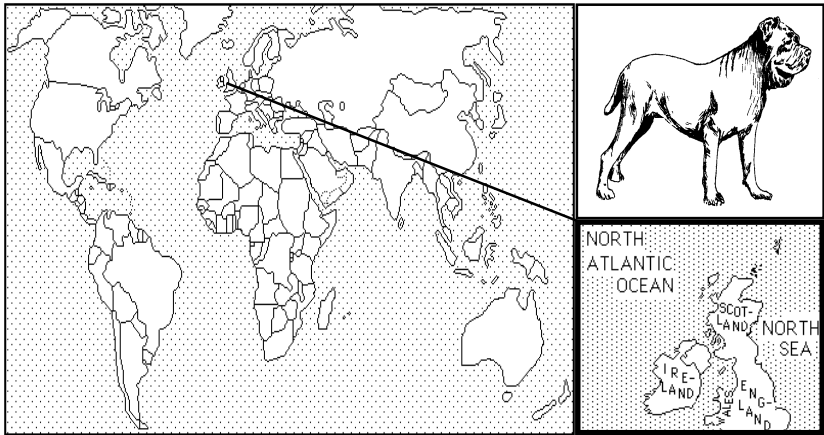 NORTH
ATLANTIC
OCEAN
SCOT-
LAND
NORTH
SEA
IRE-
LAND
WALES
ENG-
LAND